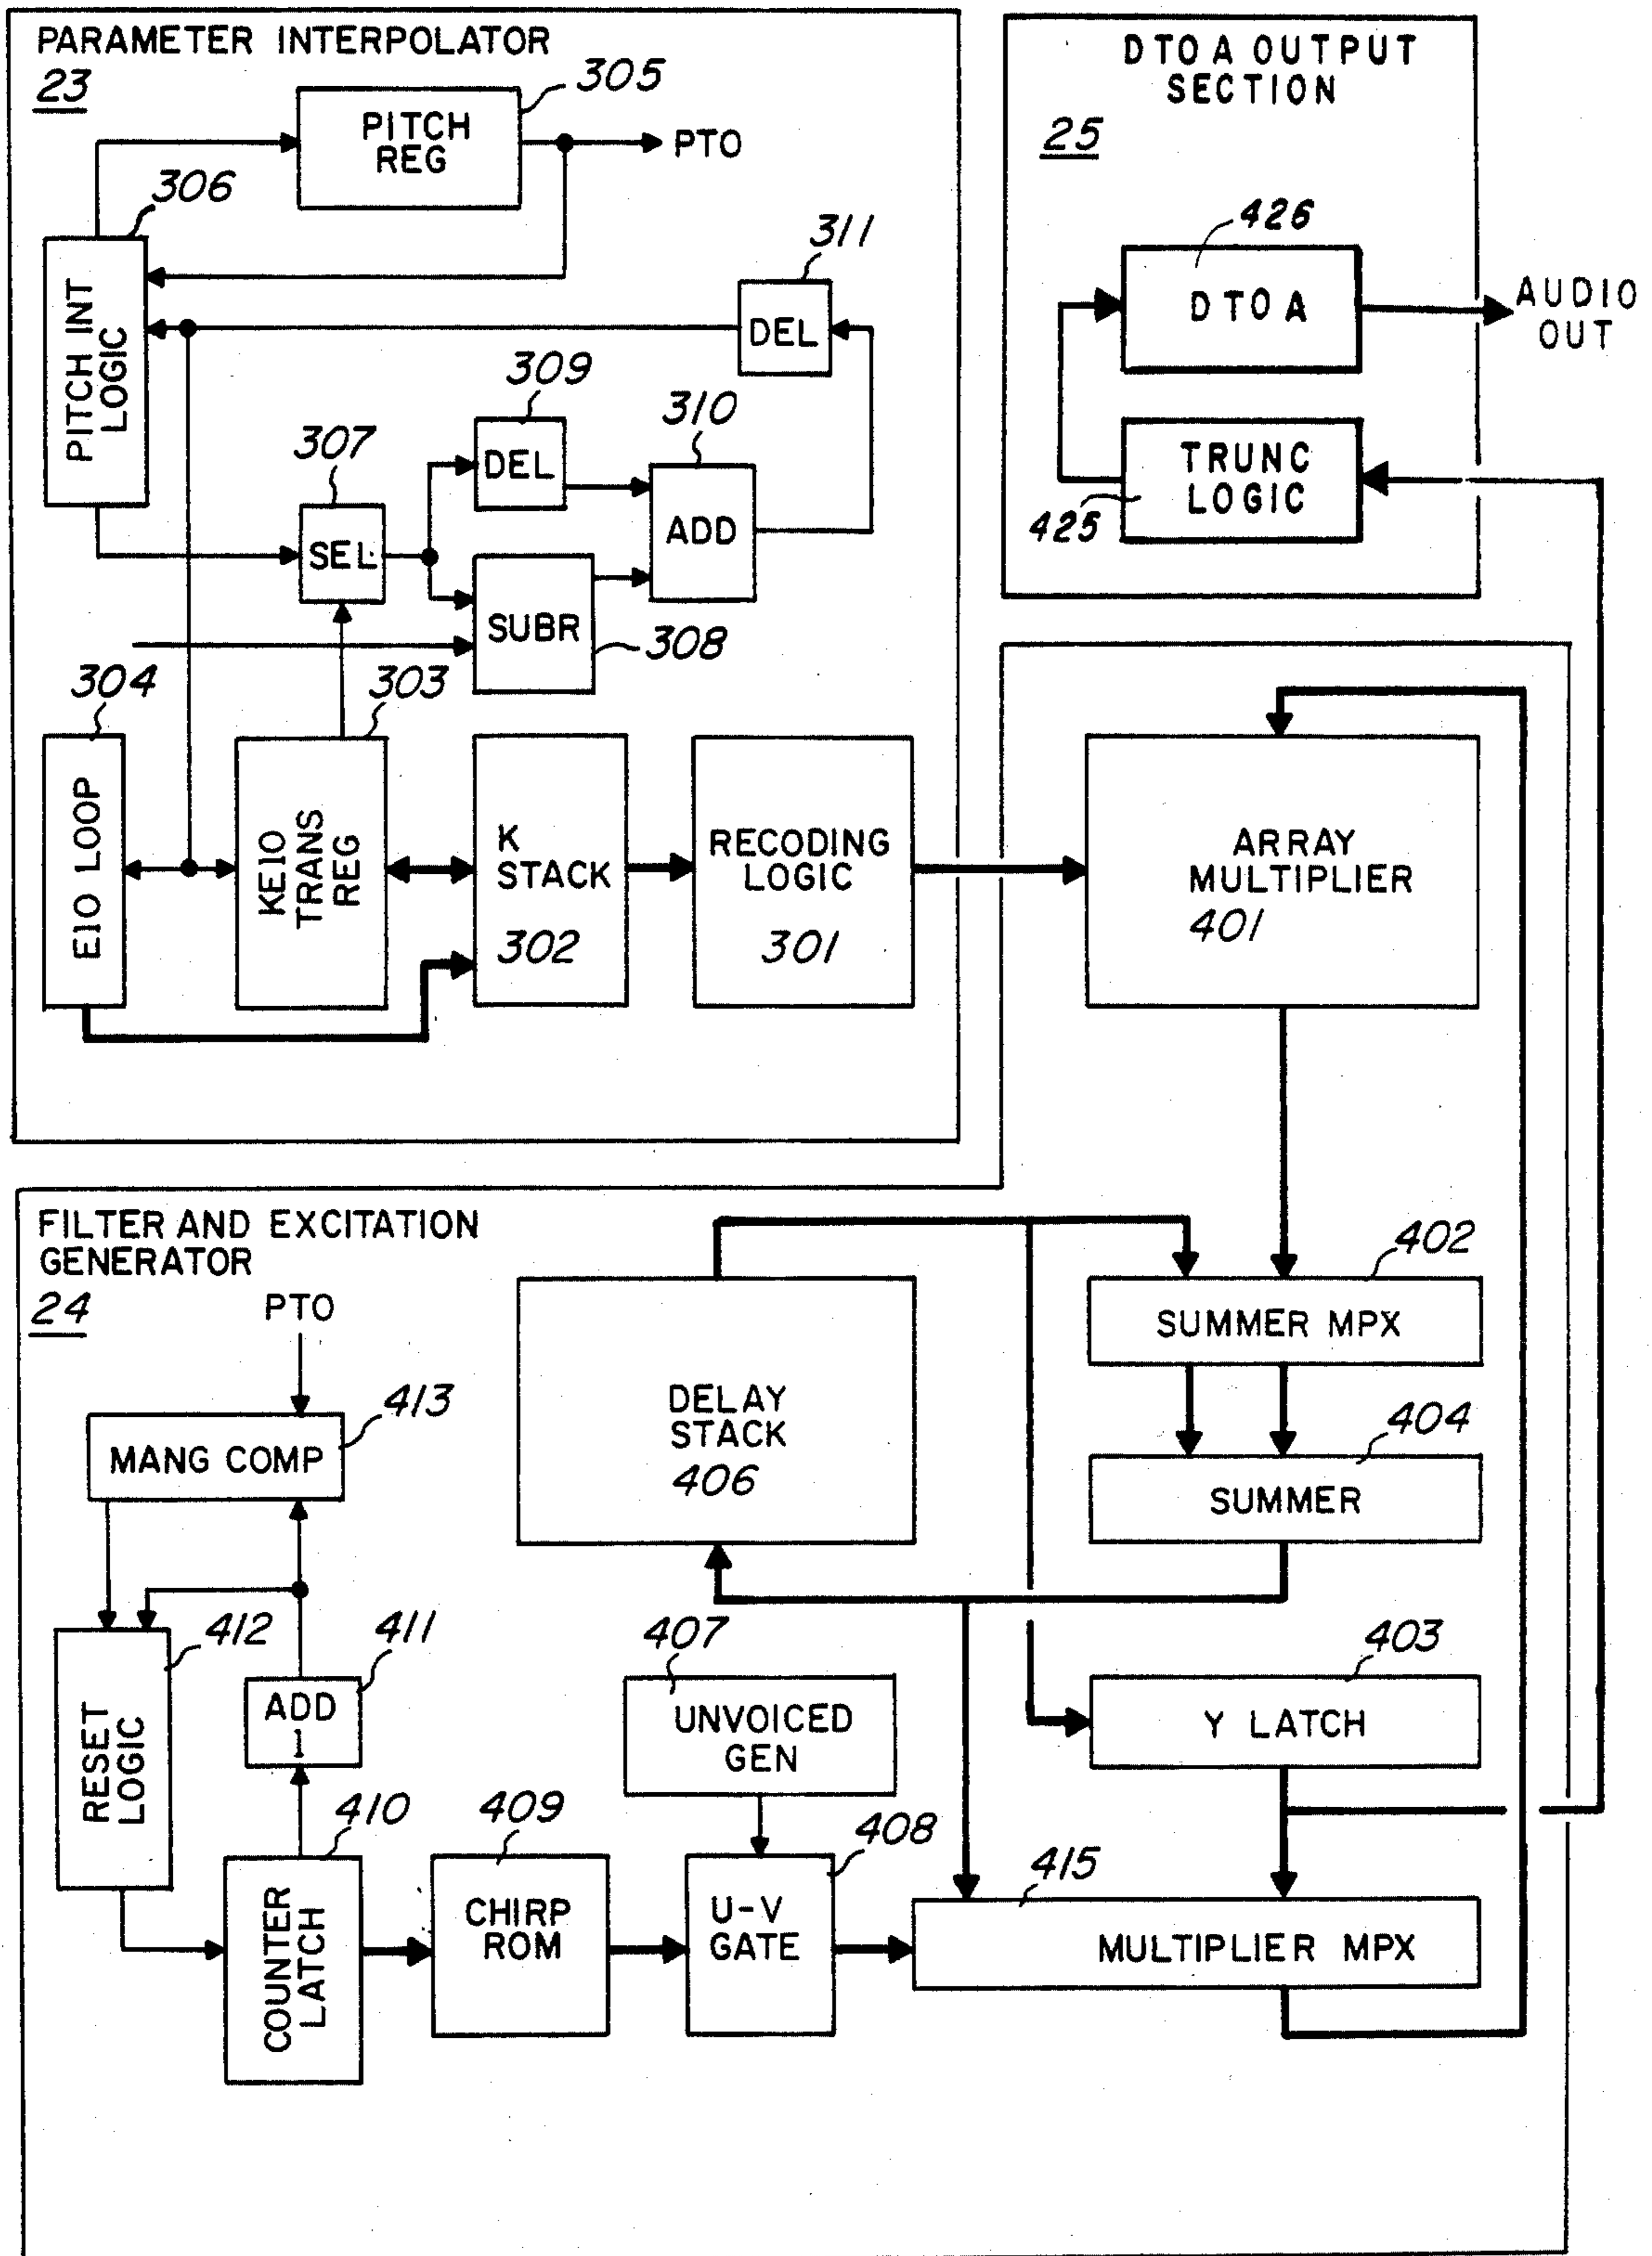 PARAMETER INTERPOLATOR
23
305
PITCH
REG
PTO
306
PITCH INT
LOGIC
311
DEL
309
DEL
310
ADD
307
SEL
SUBR
308
304
E10 LOOP
303
KE10
TRANS
REG
K
STACK
302
RECODING
LOGIC
301
D TO A OUTPUT
SECTION
25
426
D TO A
AUDIO
OUT
TRUNC
LOGIC
425
ARRAY
MULTIPLIER
401
FILTER AND EXCITATION
GENERATOR
24
PTO
413
MANG COMP
412
RESET
LOGIC
411
ADD
1
410
COUNTER
LATCH
409
CHIRP
ROM
407
UNVOICED
GEN
408
U-V
GATE
DELAY
STACK
406
402
SUMMER MPX
404
SUMMER
403
Y LATCH
415
MULTIPLIER MPX